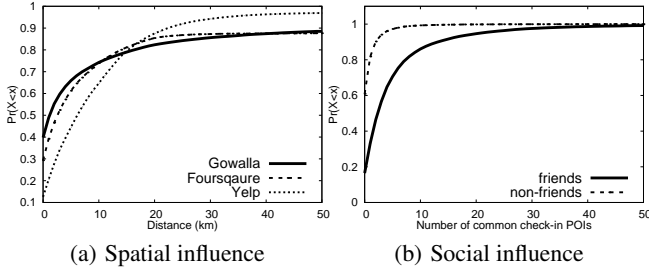 1
0.9
0.8
0.7
0.6
0.5
0.4
0.3
0.2
0.1
Pr(X<x)
Gowalla
Foursqaure
Yelp
0 10 20 30 40 50
Distance (km)
(a) Spatial influence
1
0.8
0.6
0.4
0.2
0
Pr(X<x)
friends
non-friends
0 10 20 30 40 50
Number of common check-in POIs
(b) Social influence